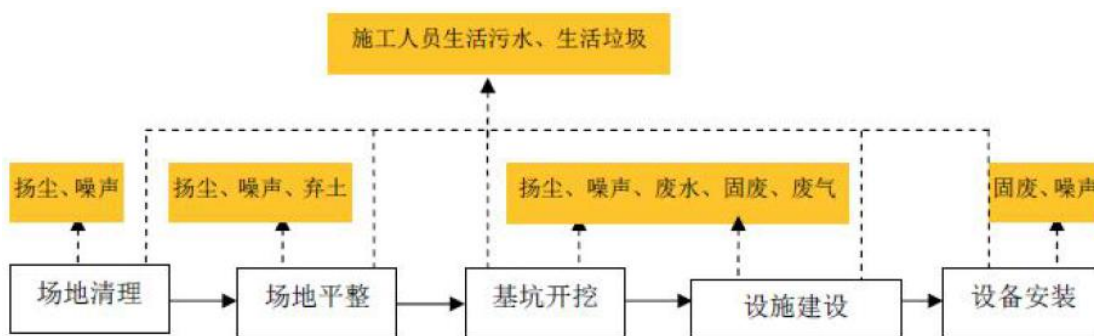 施工人员生活污水、生活垃圾
扬尘、噪声
扬尘、噪声、弃土
扬尘、噪声、废水、固废、废气
固废、噪声
场地清理
场地平整
基坑开挖
设施建设
设备安装